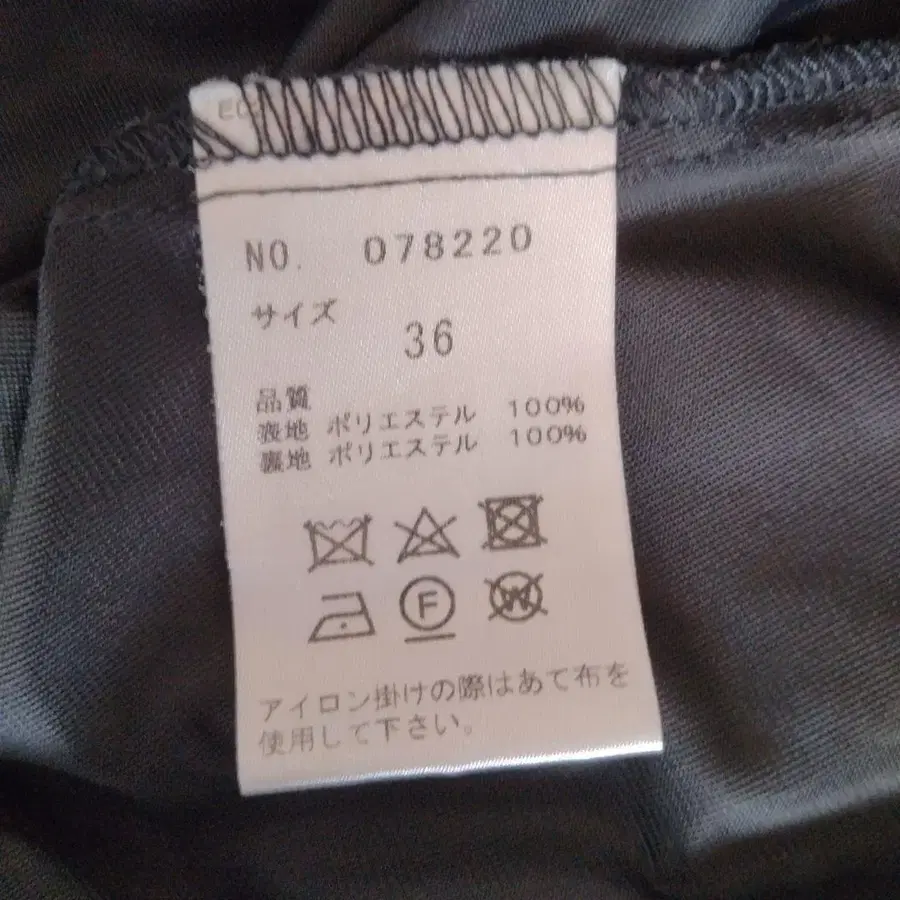 NO. 078220
サイズ
36
品質
表地 ポリエステル 100%
裏地 ポリエステル 100%
F
W
アイロン掛けの際はあて布を
使用して下さい。